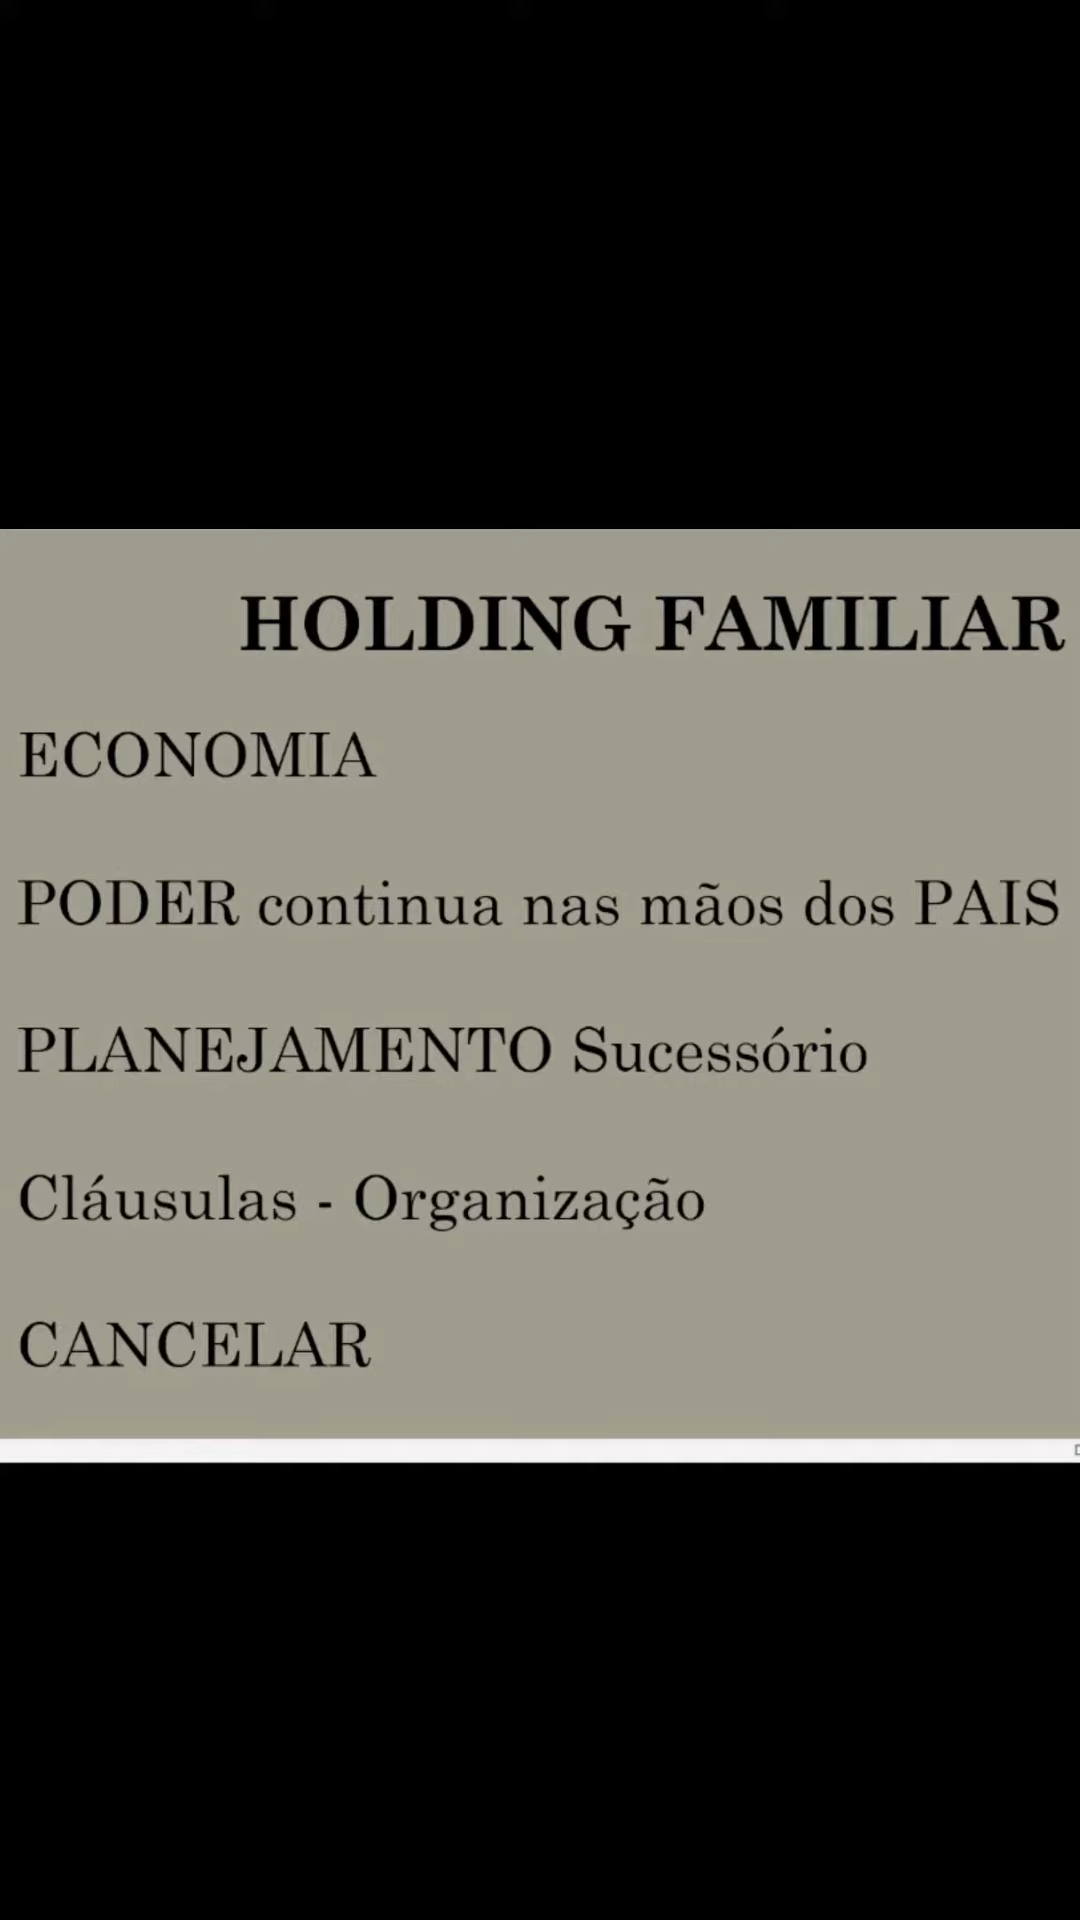 HOLDING FAMILIAR
ECONOMIA
PODER continua nas mãos dos PAIS
PLANEJAMENTO Sucessório
Cláusulas - Organização
CANCELAR